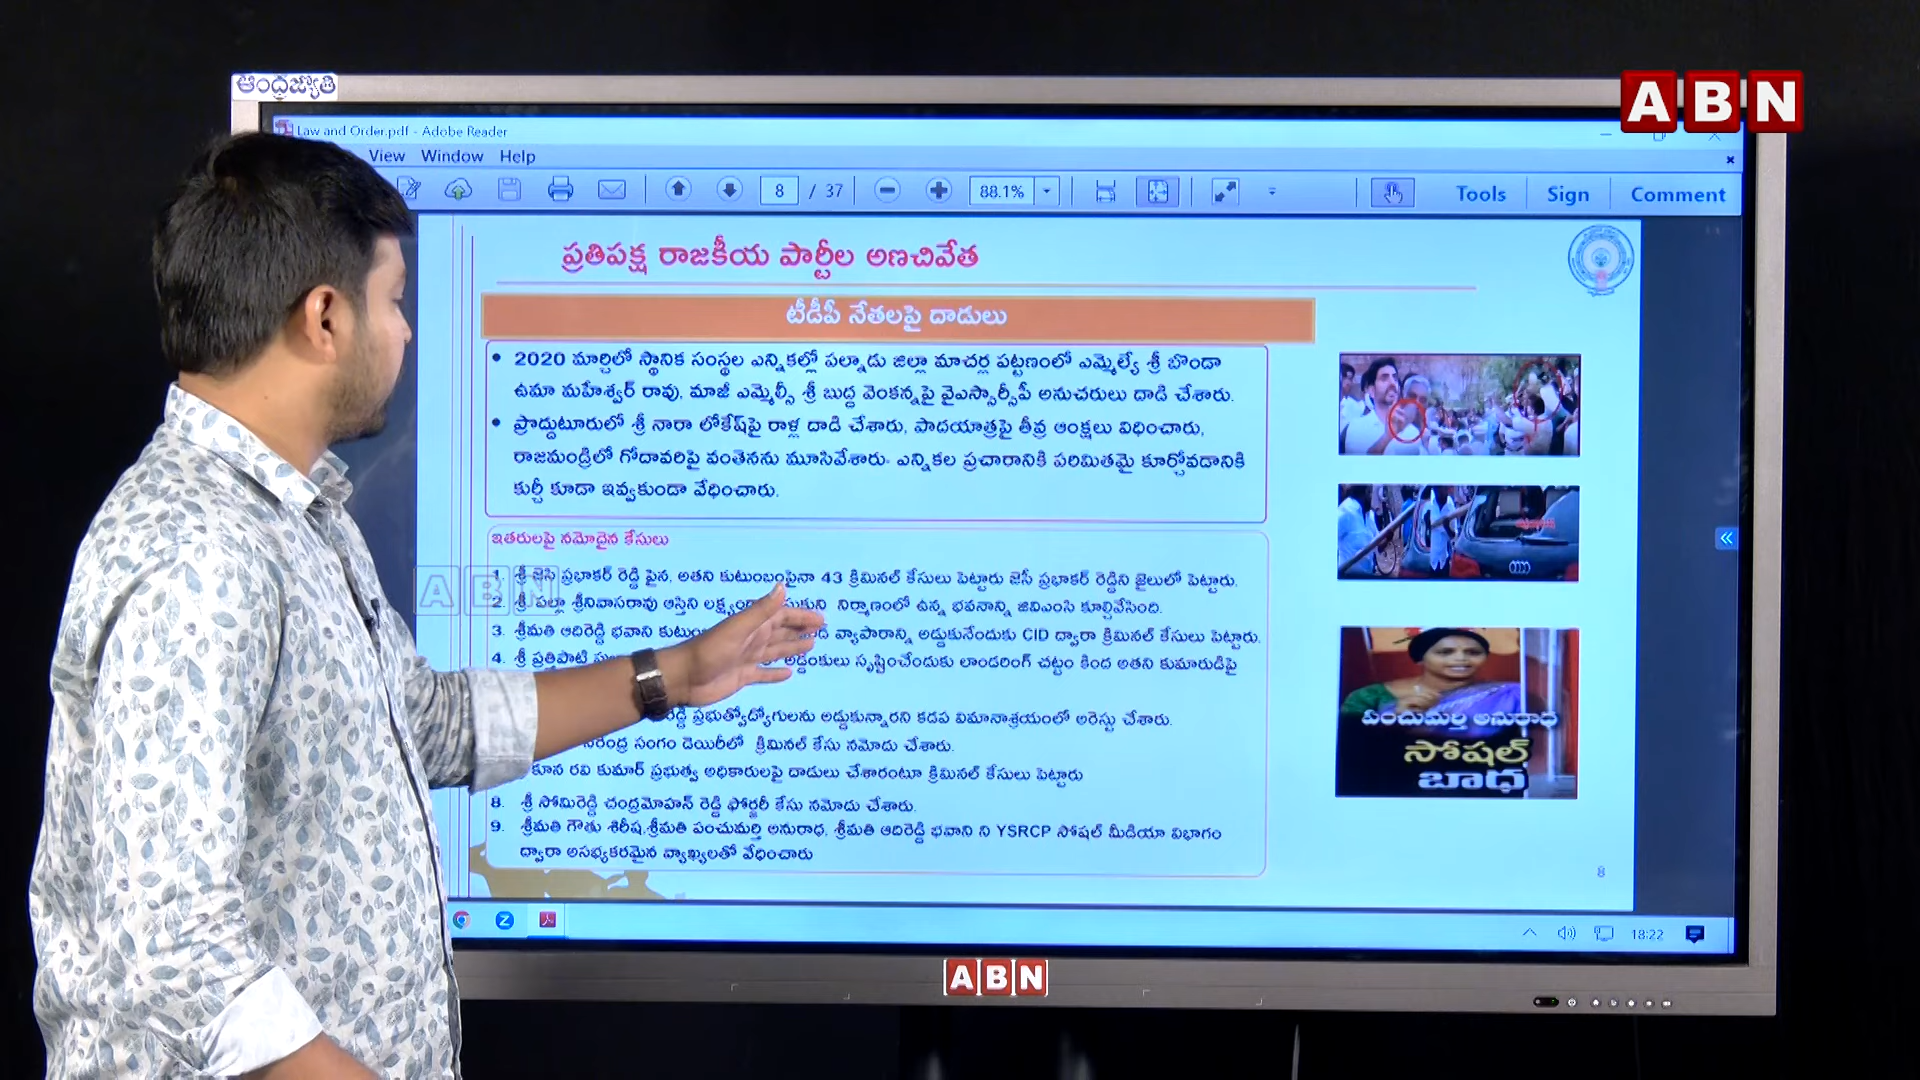 ఆంధ్రజ్యోతి
ABN
Law and Order.pdf - Adobe Reader
View Window Help
8 / 37 88.1% Tools Sign Comment
ప్రతిపక్ష రాజకీయ పార్టీల అణచివేత
టీడీపీ నేతలపై దాడులు
• 2020 మార్చిలో స్థానిక సంస్థల ఎన్నికల్లో పల్నాడు జిల్లా మాచర్ల పట్టణంలో ఎమ్మెల్యే శ్రీ బొండా
ఉమా మహేశ్వర్ రావు, మాజీ ఎమ్మెల్సీ శ్రీ బుద్ధ వెంకన్నపై వైఎస్సార్సీపీ అనుచరులు దాడి చేశారు.
• ప్రొద్దుటూరులో శ్రీ నారా లోకేష్‌పై రాళ్ల దాడి చేశారు, పాదయాత్రపై తీవ్ర ఆంక్షలు విధించారు,
రాజమండ్రిలో గోదావరిపై వంతెనను మూసివేశారు. ఎన్నికల ప్రచారానికి పరిమితమై కూర్చోవడానికి
కుర్చీ కూడా ఇవ్వకుండా వేధించారు.
ఇతరులపై నమోదైన కేసులు
1. శ్రీ జెసి ప్రభాకర్ రెడ్డి పైన, అతని కుటుంబంపైనా 43 క్రిమినల్ కేసులు పెట్టారు జెసీ ప్రభాకర్ రెడ్డిని జైలులో పెట్టారు.
2. శ్రీ పల్లా శ్రీనివాసరావు ఆస్తిని నిర్మాణంలో ఉన్న భవనాన్ని జివిఎంసి కూల్చివేసింది.
3. శ్రీమతి ఆదిరెడ్డి భవాని వ్యాపారాన్ని అడ్డుకునేందుకు CID ద్వారా క్రిమినల్ కేసులు పెట్టారు.
4. శ్రీ ప్రతిపాటి అడ్డంకులు సృష్టించేందుకు లాండరింగ్ చట్టం కింద అతని కుమారుడిపై
ప్రభుత్వోద్యోగులను అడ్డుకున్నారని కడప విమానాశ్రయంలో అరెస్టు చేశారు.
నరేంద్ర సంగం డెయిరీలో క్రిమినల్ కేసు నమోదు చేశారు.
కూన రవి కుమార్ ప్రభుత్వ అధికారులపై దాడులు చేశారంటూ క్రిమినల్ కేసులు పెట్టారు
8. శ్రీ సోమిరెడ్డి చంద్రమోహన్ రెడ్డి ఫోర్జరీ కేసు నమోదు చేశారు.
9. శ్రీమతి గౌతు శిరీష,శ్రీమతి పంచుమర్తి అనురాధ, శ్రీమతి ఆదిరెడ్డి భవాని ని YSRCP సోషల్ మీడియా విభాగం
ద్వారా అసభ్యకరమైన వ్యాఖ్యలతో వేధించారు
పంచుమర్తి అనురాధ
సోషల్
బాధ
8
ABN
18:22
ABN